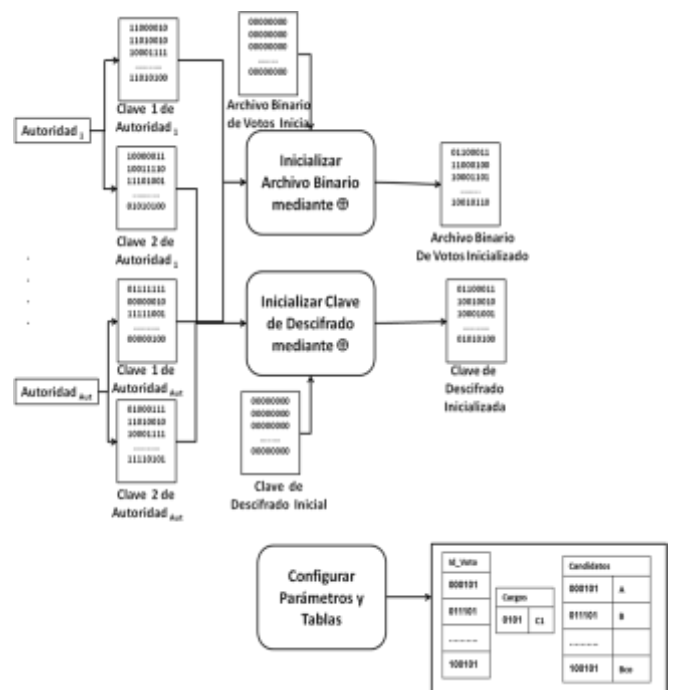 11000010
11010010
10001111
........
11010100
Clave 1 de
Autoridad 1
00000000
00000000
00000000
......
00000000
Archivo Binario
de Votos Inicial
Autoridad 1
10000011
10011110
11101001
........
01010100
Clave 2 de
Autoridad 1
Inicializar
Archivo Binario
mediante ⊕
01100011
11000100
10001101
......
10010110
Archivo Binario
De Votos Inicializado
.
.
.
.
01111111
00000010
11111001
........
00000100
Clave 1 de
Autoridad Aut
Inicializar Clave
de Descifrado
mediante ⊕
01100011
10010010
10001001
........
01010100
Clave de
Descifrado
Inicializada
Autoridad Aut
01000111
11010010
10001111
........
11110101
Clave 2 de
Autoridad Aut
00000000
00000000
00000000
......
00000000
Clave de
Descifrado Inicial
Configurar
Parámetros y
Tablas
Id_Voto
000101
011101
-----
100101
Cargos
0101 C1
Candidatos
000101 A
011101 B
-----
100101 Bco